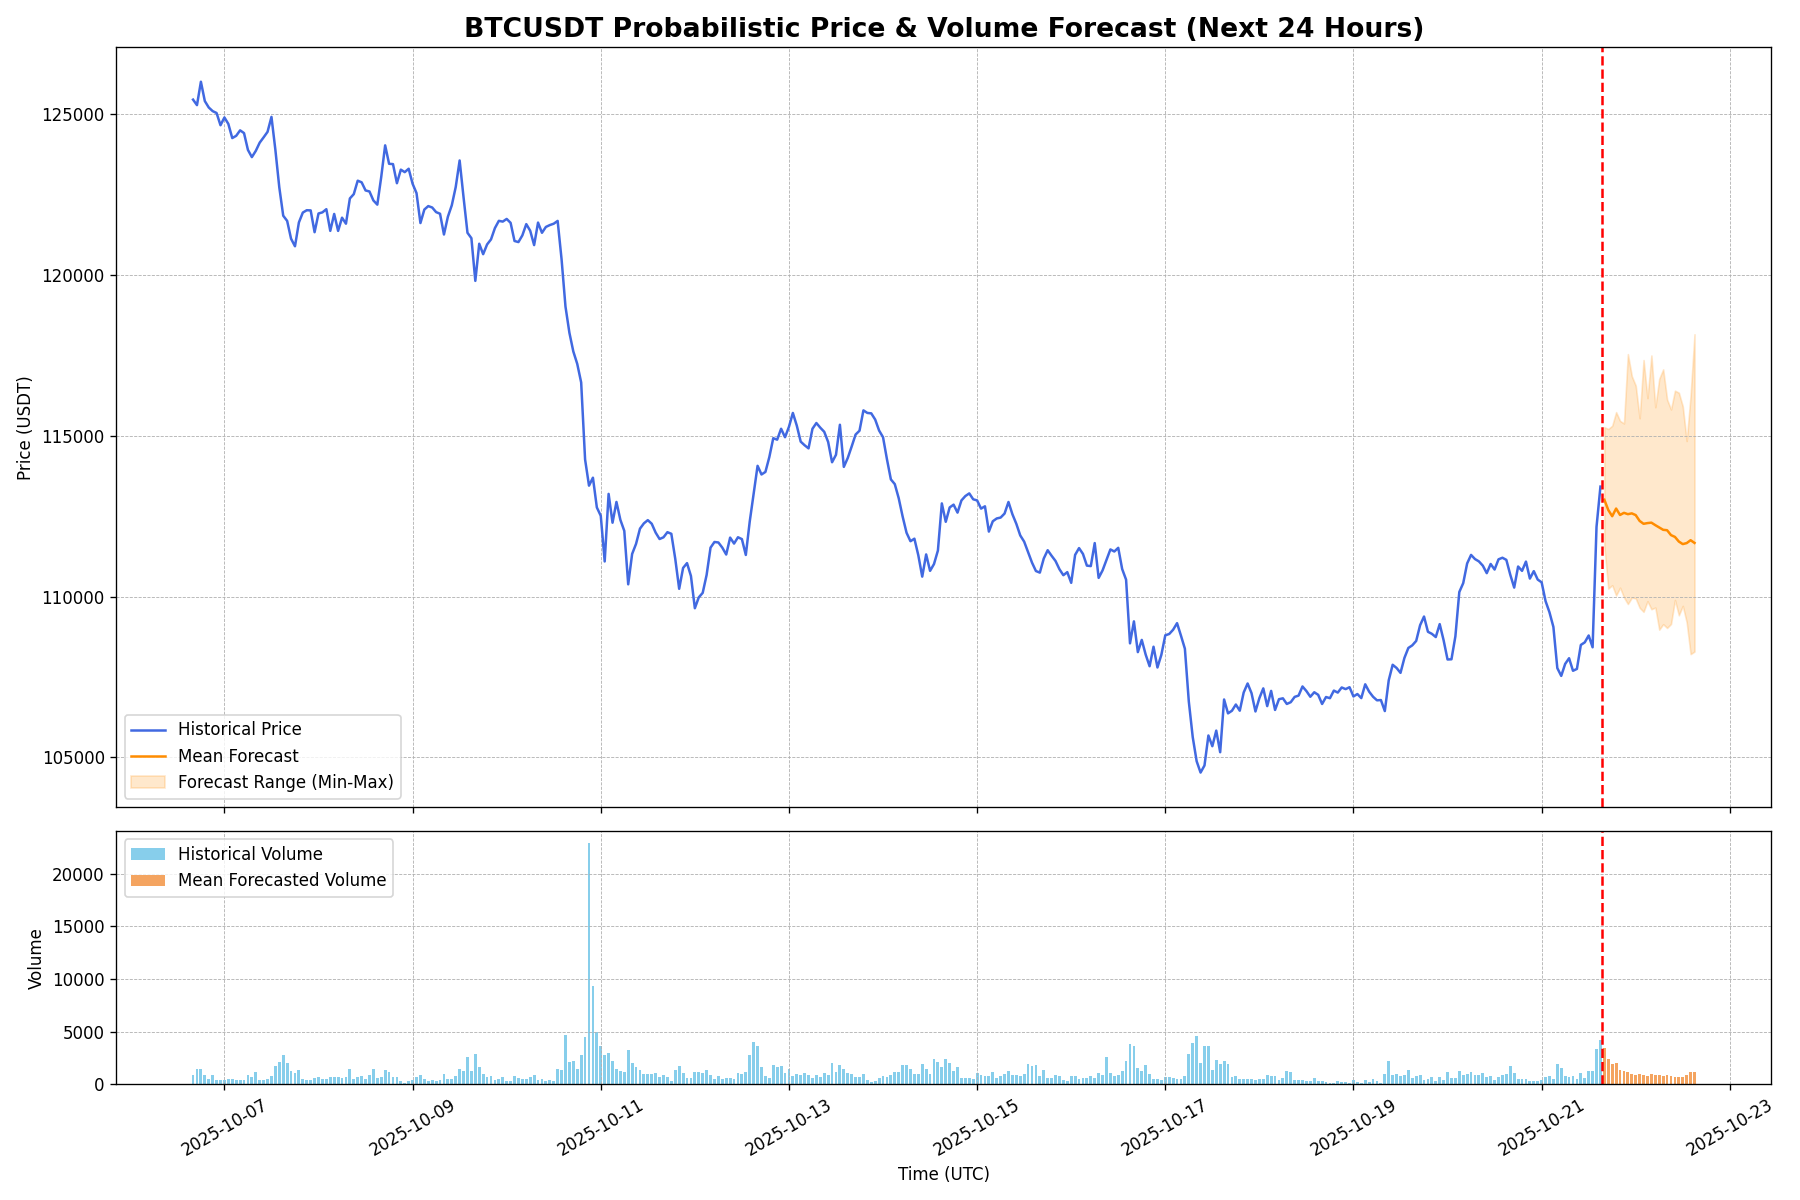 BTCUSDT Probabilistic Price & Volume Forecast (Next 24 Hours)
Price (USDT)
125000
120000
115000
110000
105000
Historical Price
Mean Forecast
Forecast Range (Min-Max)
Volume
20000
15000
10000
5000
0
Historical Volume
Mean Forecasted Volume
2025-10-07
2025-10-09
2025-10-11
2025-10-13
2025-10-15
2025-10-17
2025-10-19
2025-10-21
2025-10-23
Time (UTC)